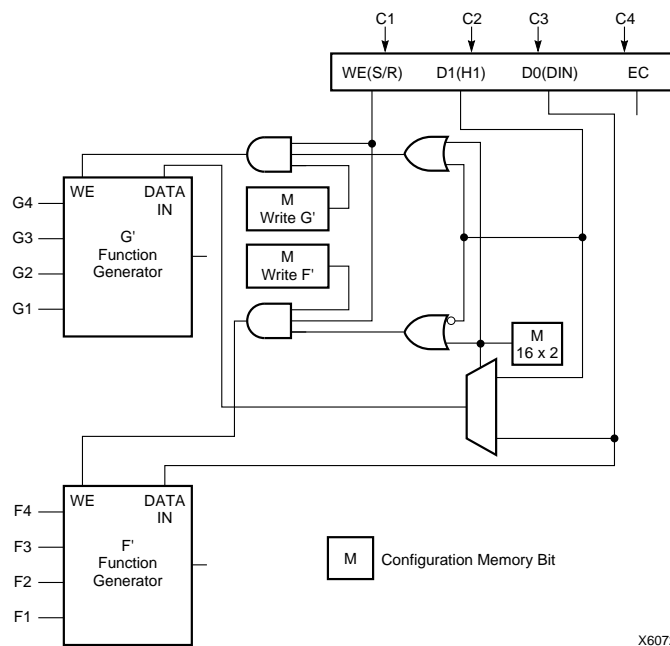 C1 C2 C3 C4
WE(S/R) D1(H1) D0(DIN) EC
WE DATA IN
G4
G3
G2
G1
G' Function Generator
M
Write G'
M
Write F'
M
16 x 2
WE DATA IN
F4
F3
F2
F1
F' Function Generator
M Configuration Memory Bit